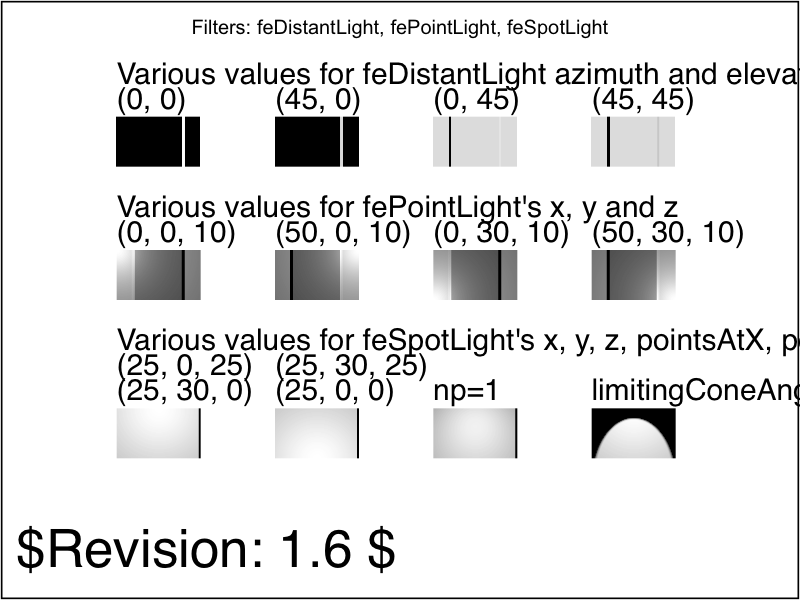 Filters: feDistantLight, fePointLight, feSpotLight
Various values for feDistantLight azimuth and eleva
(0, 0) (45, 0) (0, 45) (45, 45)
Various values for fePointLight's x, y and z
(0, 0, 10) (50, 0, 10) (0, 30, 10) (50, 30, 10)
Various values for feSpotLight's x, y, z, pointsAtX, p
(25, 0, 25) (25, 30, 25)
(25, 30, 0) (25, 0, 0) np=1 limitingConeAng
$Revision: 1.6 $